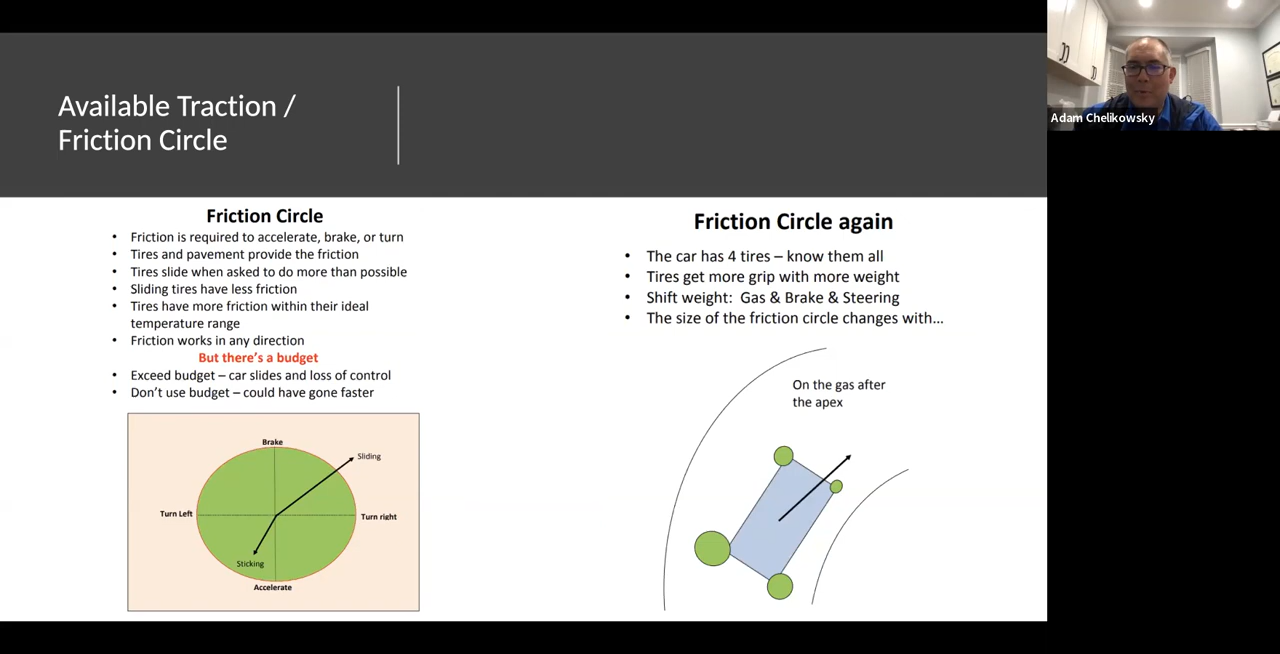 Available Traction /
Friction Circle
Adam Chelikowsky
Friction Circle
• Friction is required to accelerate, brake, or turn
• Tires and pavement provide the friction
• Tires slide when asked to do more than possible
• Sliding tires have less friction
• Tires have more friction within their ideal
temperature range
• Friction works in any direction
But there's a budget
• Exceed budget – car slides and loss of control
• Don't use budget – could have gone faster
Brake
Sliding
Turn Left
Turn right
Sticking
Accelerate
Friction Circle again
• The car has 4 tires – know them all
• Tires get more grip with more weight
• Shift weight: Gas & Brake & Steering
• The size of the friction circle changes with...
On the gas after
the apex